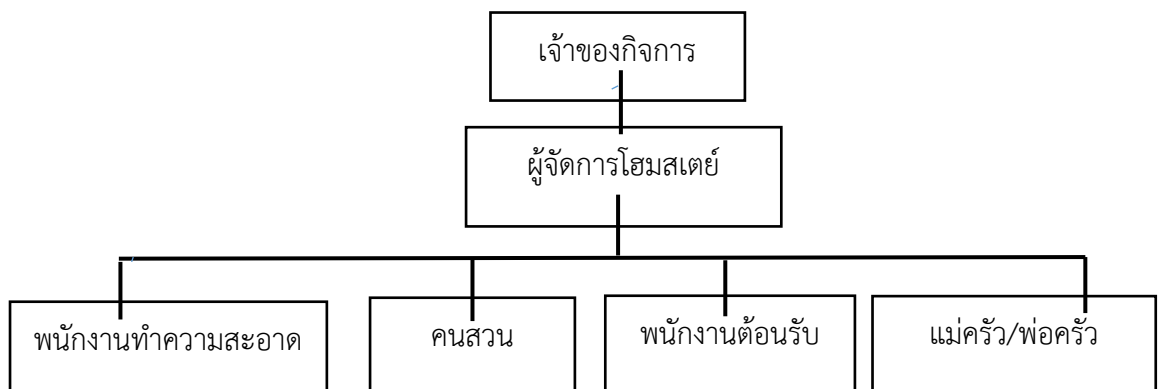 เจ้าของกิจการ
ผู้จัดการโฮมสเตย์
พนักงานทำความสะอาด
คนสวน
พนักงานต้อนรับ
แม่ครัว/พ่อครัว